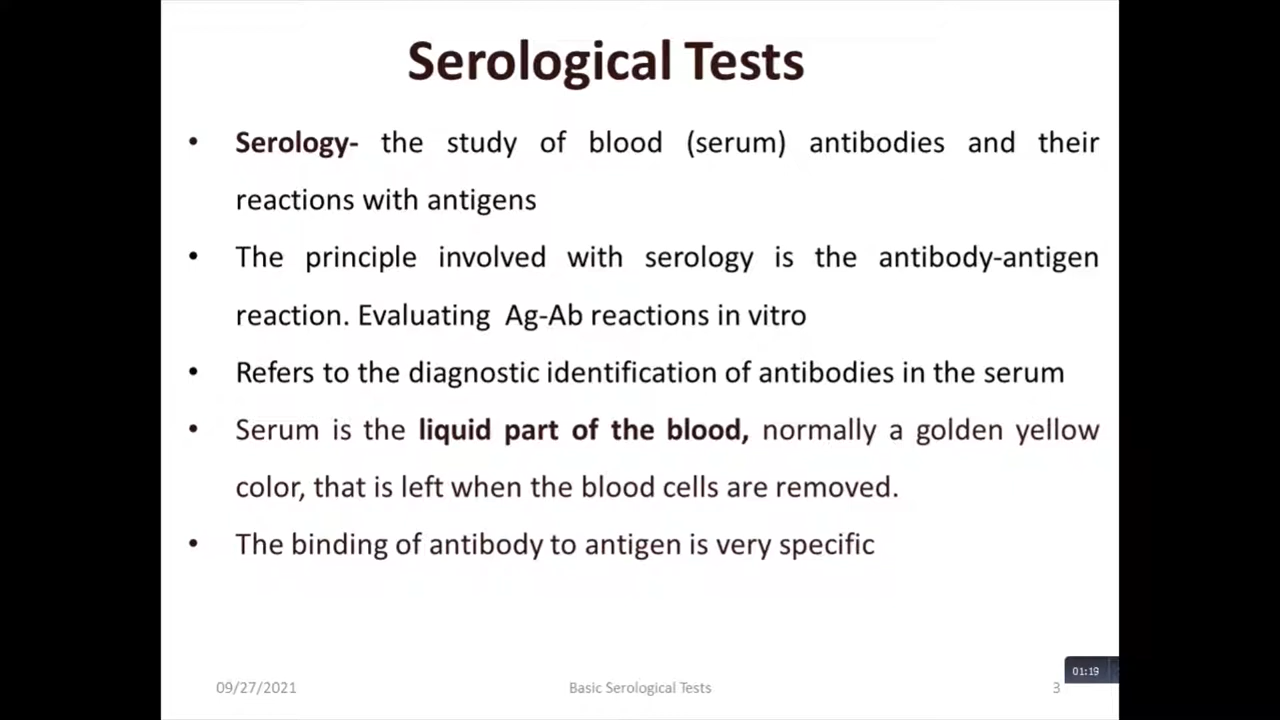 Serological Tests
• Serology- the study of blood (serum) antibodies and their
reactions with antigens
• The principle involved with serology is the antibody-antigen
reaction. Evaluating Ag-Ab reactions in vitro
• Refers to the diagnostic identification of antibodies in the serum
• Serum is the liquid part of the blood, normally a golden yellow
color, that is left when the blood cells are removed.
• The binding of antibody to antigen is very specific
01:19
09/27/2021 Basic Serological Tests 3